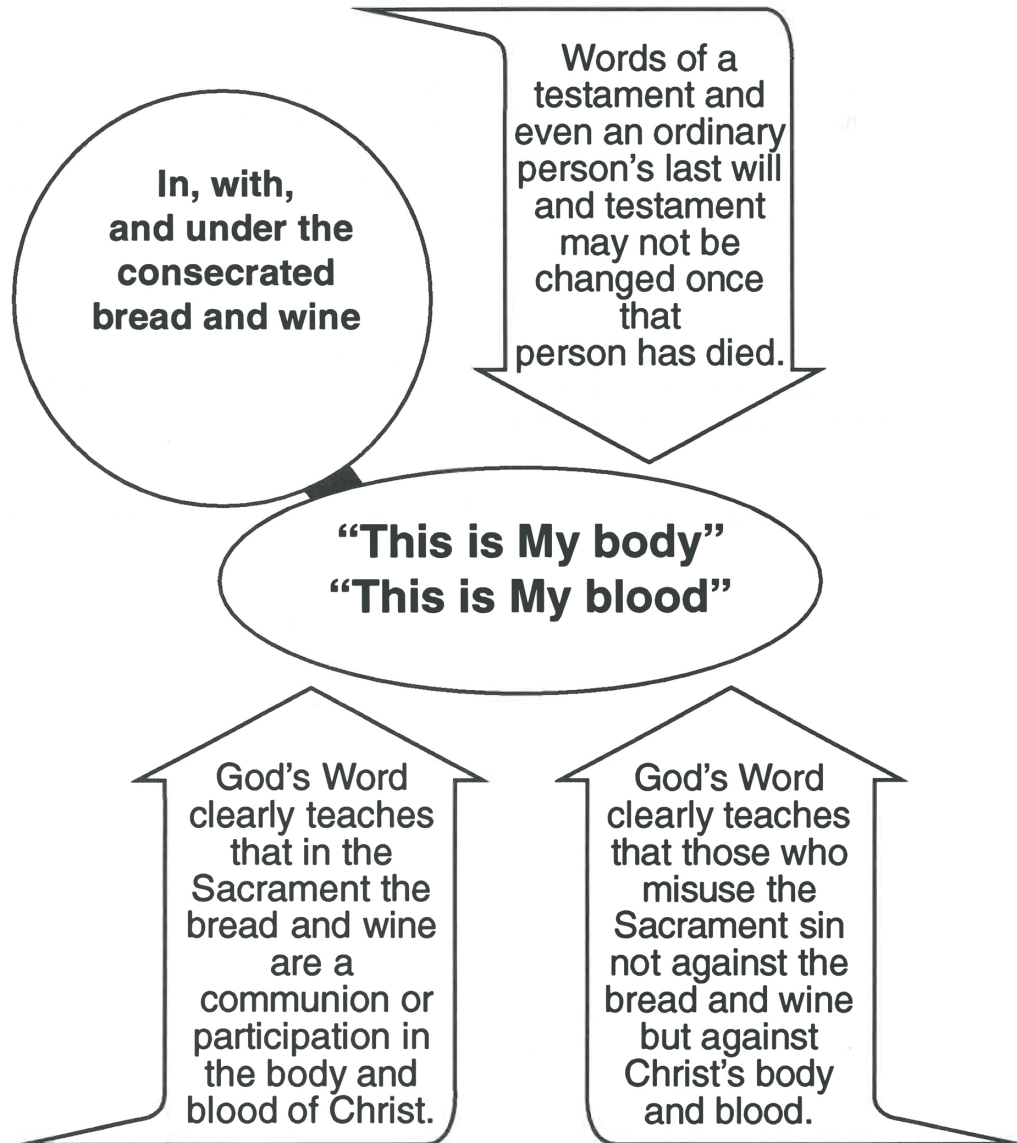 In, with,
and under the
consecrated
bread and wine
Words of a
testament and
even an ordinary
person's last will
and testament
may not be
changed once
that
person has died.
“This is My body”
“This is My blood”
God's Word
clearly teaches
that in the
Sacrament the
bread and wine
are a
communion or
participation in
the body and
blood of Christ.
God's Word
clearly teaches
that those who
misuse the
Sacrament sin
not against the
bread and wine
but against
Christ's body
and blood.